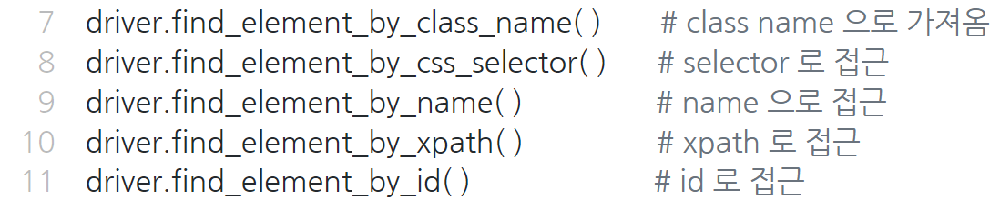 7 driver.find_element_by_class_name( ) # class name 으로 가져옴
8 driver.find_element_by_css_selector( ) # selector 로 접근
9 driver.find_element_by_name( ) # name 으로 접근
10 driver.find_element_by_xpath( ) # xpath 로 접근
11 driver.find_element_by_id( ) # id 로 접근